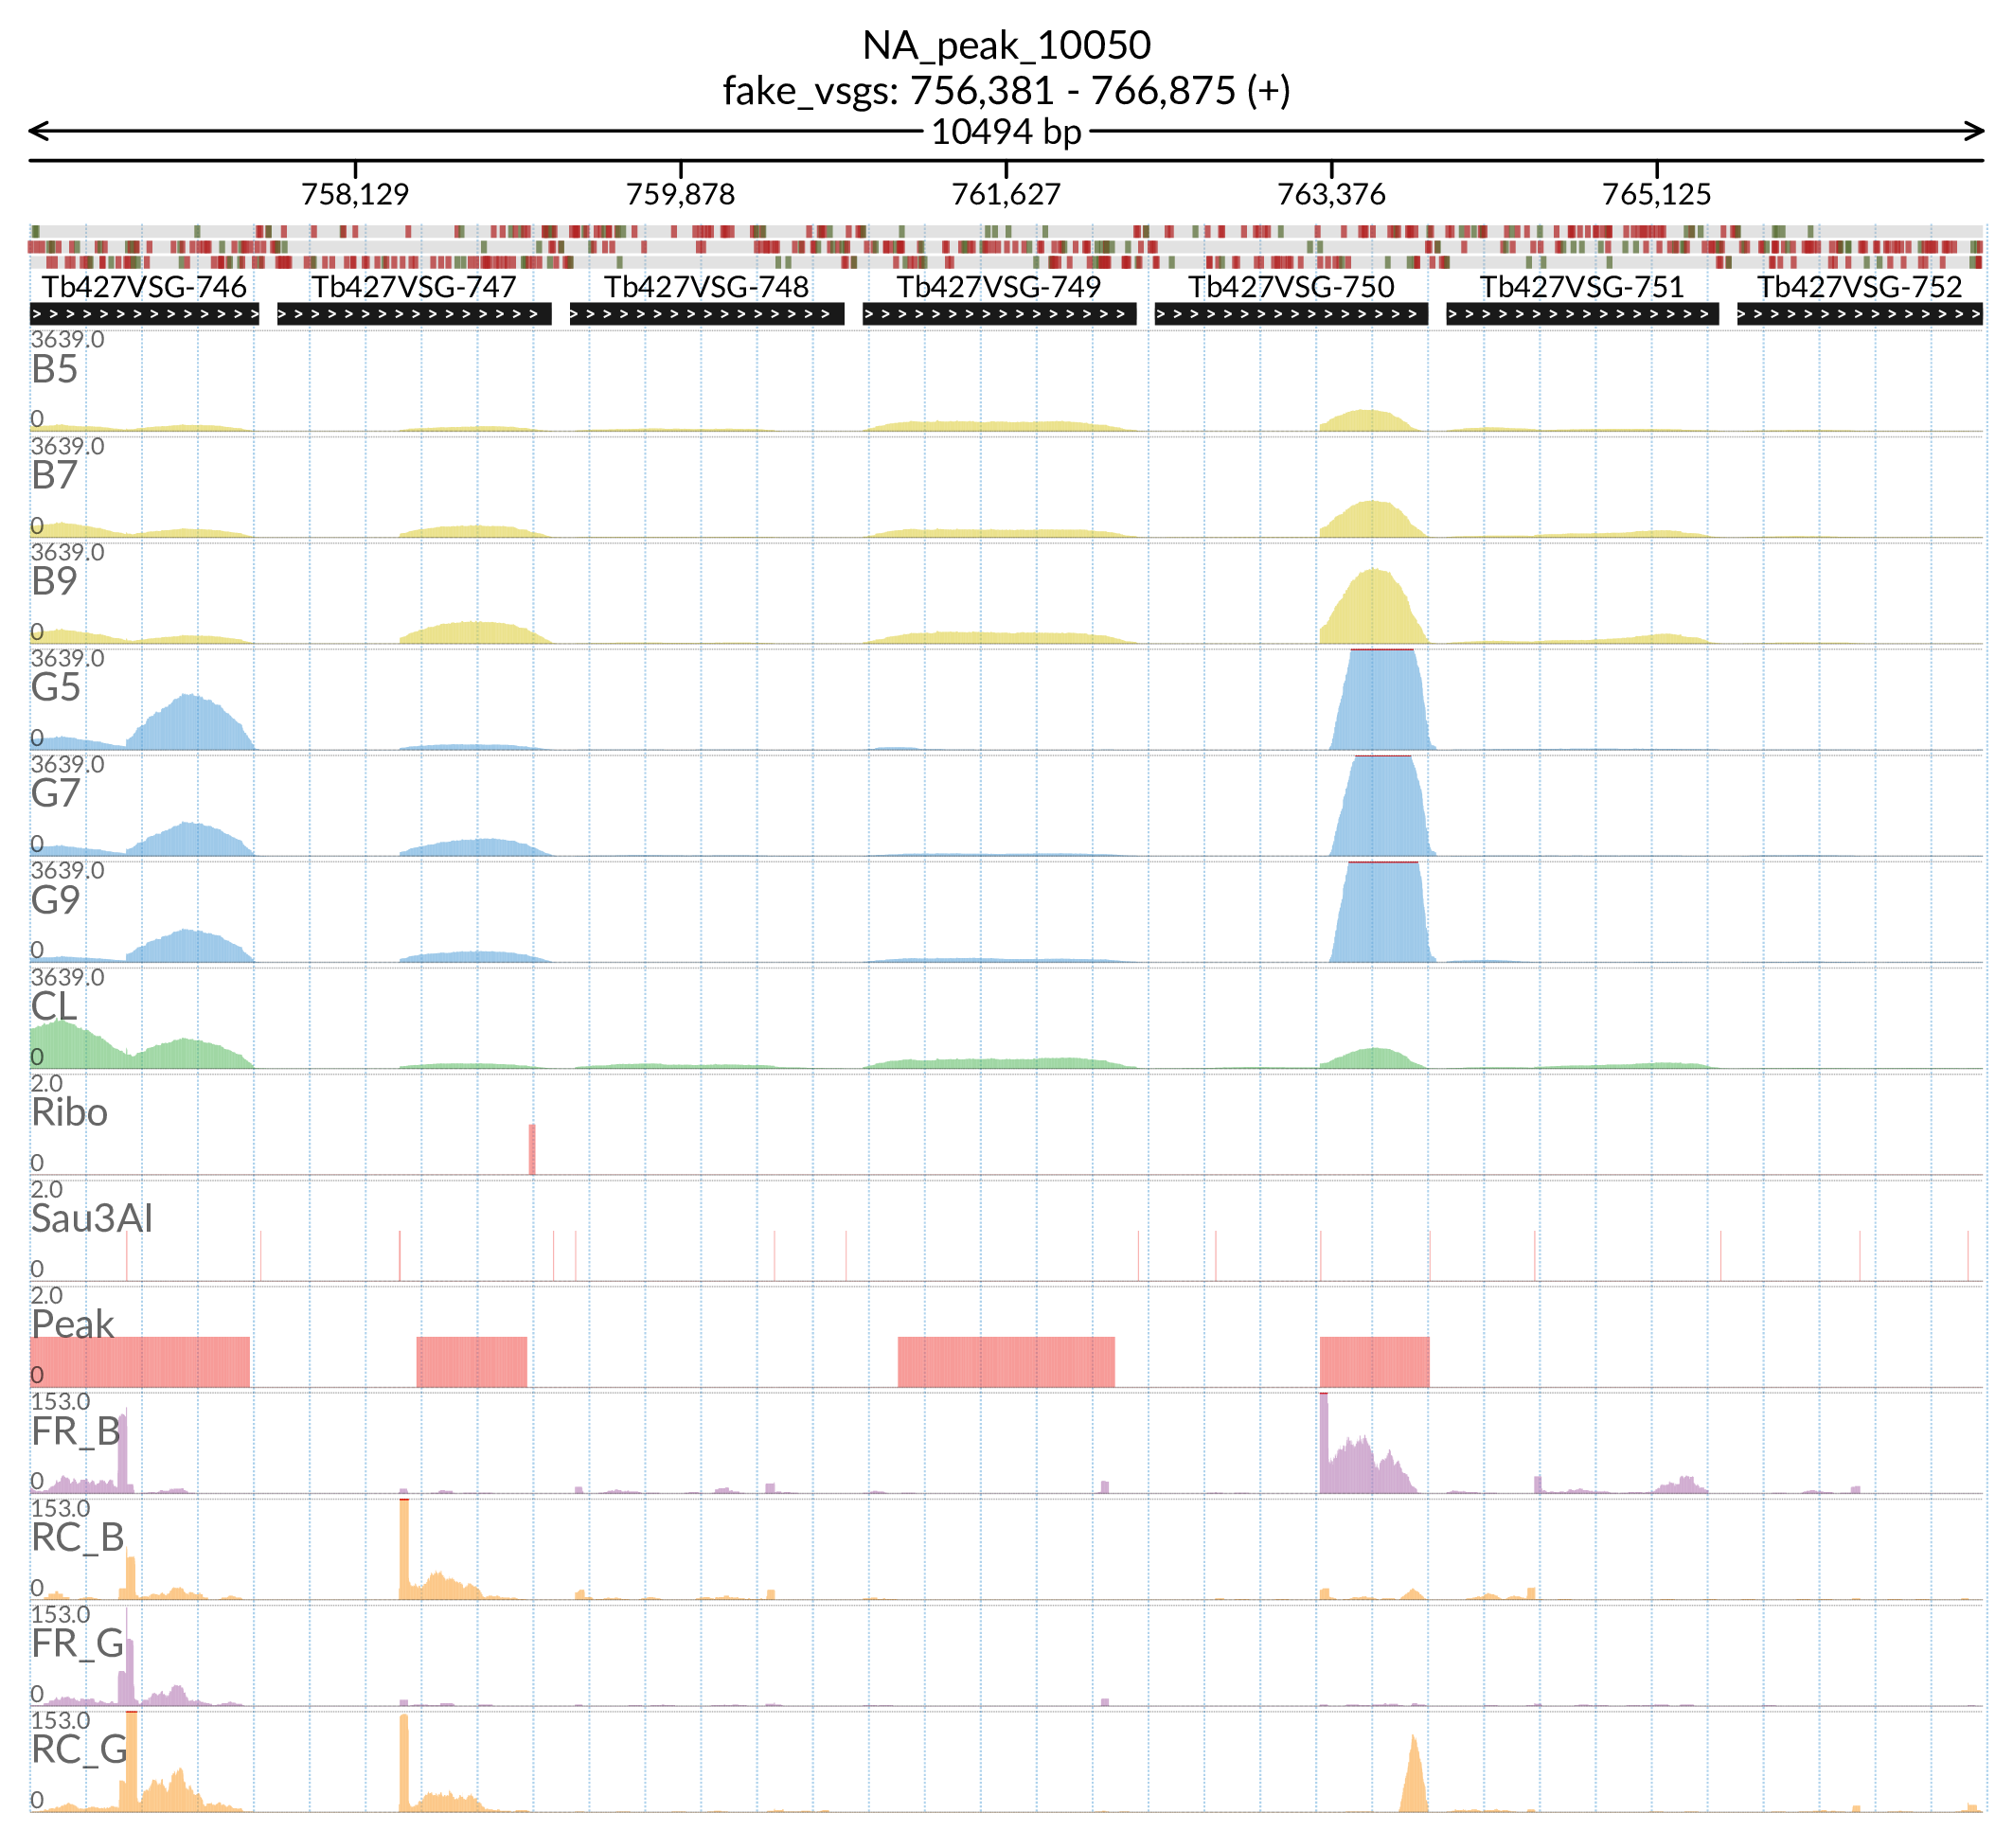 NA_peak_10050
fake_vsgs: 756,381 - 766,875 (+)
10494 bp
758,129 759,878 761,627 763,376 765,125
Tb427VSG-746 Tb427VSG-747 Tb427VSG-748 Tb427VSG-749 Tb427VSG-750 Tb427VSG-751 Tb427VSG-752
3639.0
B5
0
3639.0
B7
0
3639.0
B9
0
3639.0
G5
0
3639.0
G7
0
3639.0
G9
0
3639.0
CL
0
2.0
Ribo
0
2.0
Sau3AI
0
2.0
Peak
0
153.0
FR_B
0
153.0
RC_B
0
153.0
FR_G
0
153.0
RC_G
0